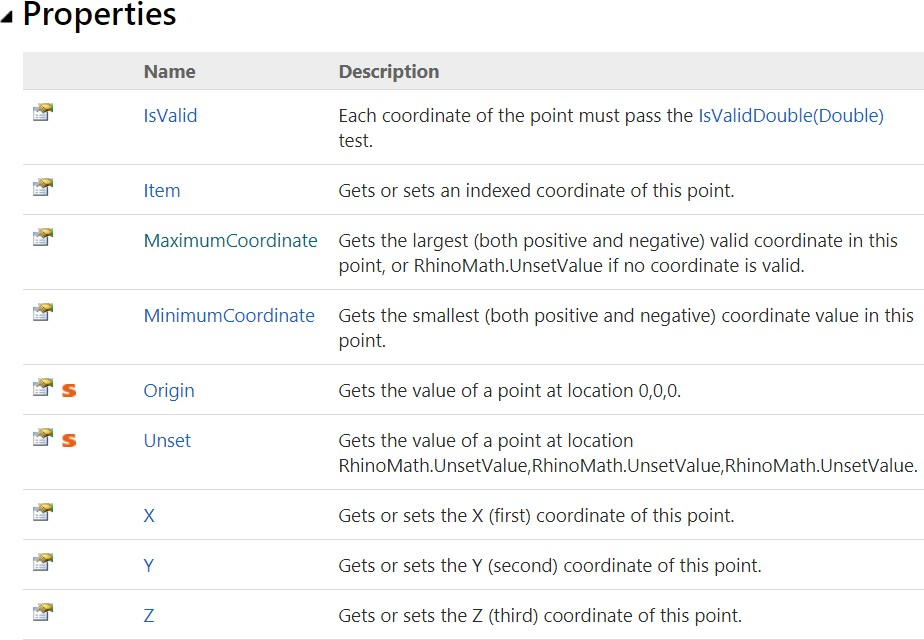 Properties
Name Description
IsValid Each coordinate of the point must pass the IsValidDouble(Double)
test.
Item Gets or sets an indexed coordinate of this point.
MaximumCoordinate Gets the largest (both positive and negative) valid coordinate in this
point, or RhinoMath.UnsetValue if no coordinate is valid.
MinimumCoordinate Gets the smallest (both positive and negative) coordinate value in this
point.
S Origin Gets the value of a point at location 0,0,0.
S Unset Gets the value of a point at location
RhinoMath.UnsetValue,RhinoMath.UnsetValue,RhinoMath.UnsetValue.
X Gets or sets the X (first) coordinate of this point.
Y Gets or sets the Y (second) coordinate of this point.
Z Gets or sets the Z (third) coordinate of this point.